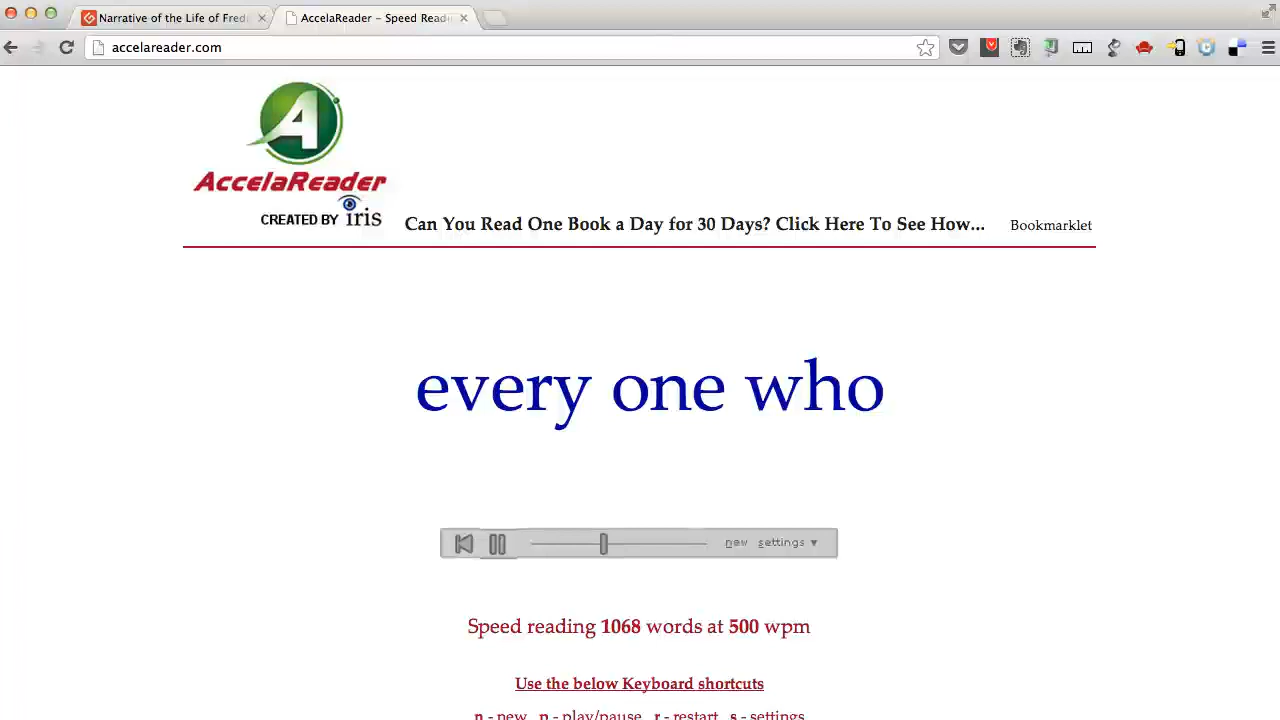 Narrative of the Life of Fred
AccelaReader – Speed Read
accelareader.com
A
AccelaReader
CREATED BY iris
Can You Read One Book a Day for 30 Days? Click Here To See How...
Bookmarklet
every one who
new settings ▼
Speed reading 1068 words at 500 wpm
Use the below Keyboard shortcuts
n - new p - play/pause r - restart s - settings